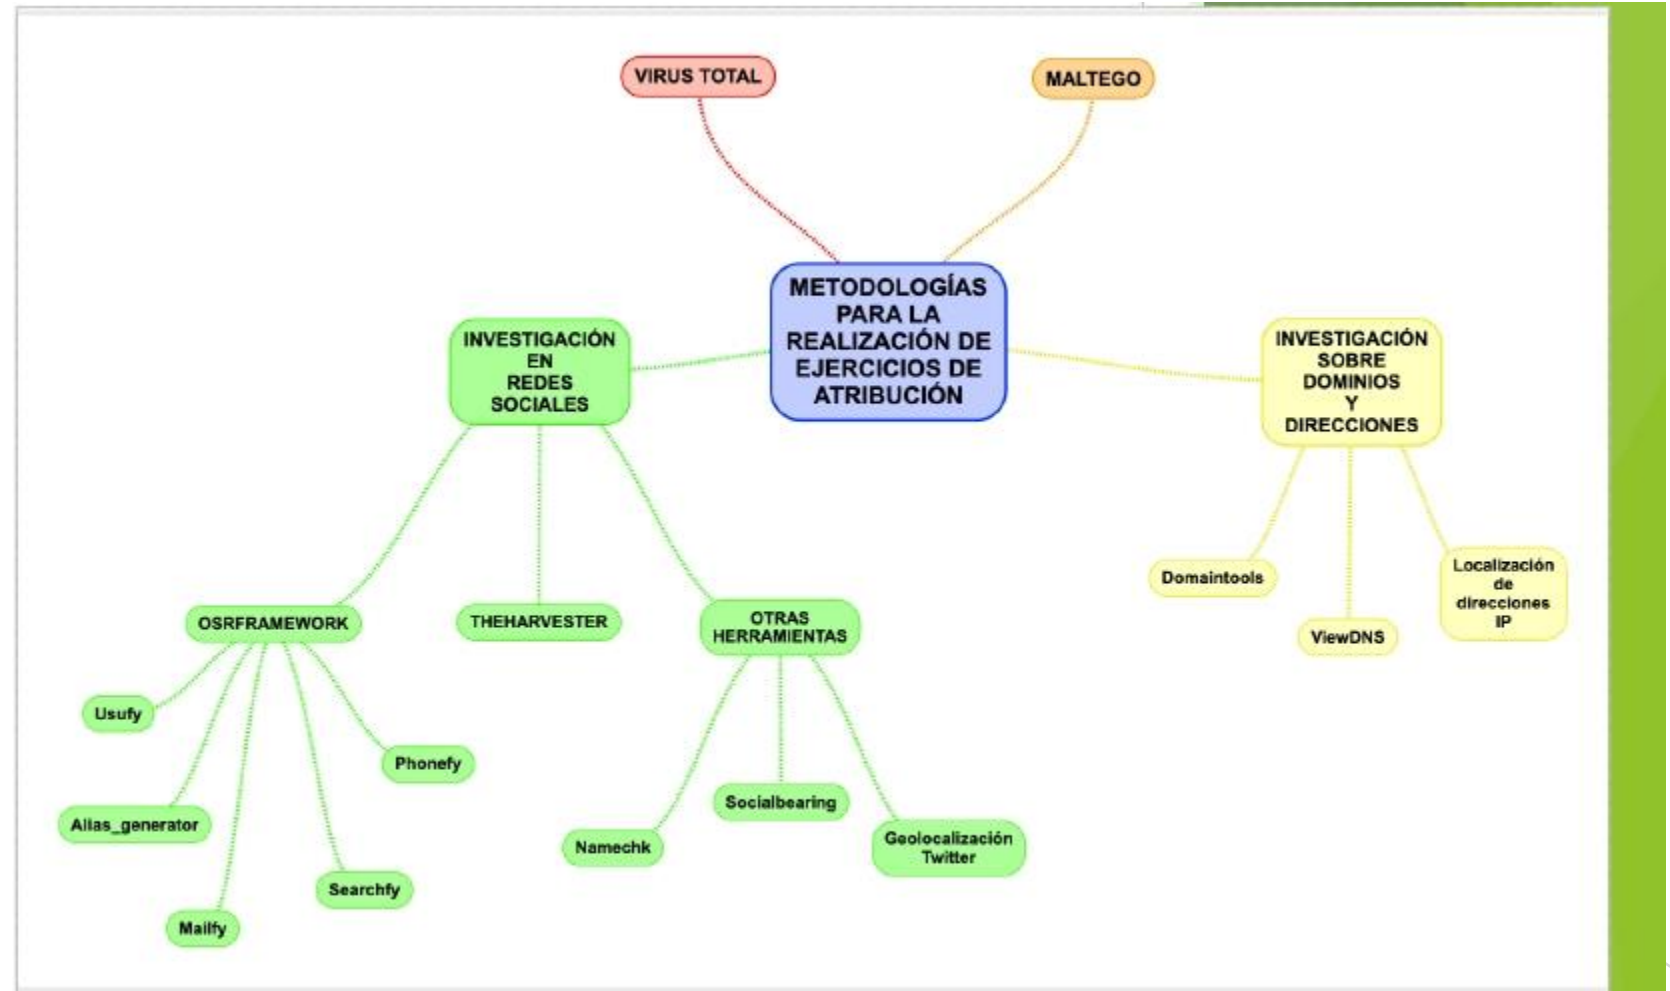 VIRUS TOTAL
MALTEGO
METODOLOGÍAS
PARA LA
REALIZACIÓN DE
EJERCICIOS DE
ATRIBUCIÓN
INVESTIGACIÓN
EN
REDES
SOCIALES
INVESTIGACIÓN
SOBRE
DOMINIOS
Y
DIRECCIONES
OSRFRAMEWORK
THEHARVESTER
OTRAS
HERRAMIENTAS
Domaintools
ViewDNS
Localización
de
direcciones
IP
Usufy
Phonefy
Alias_generator
Searchfy
Mailfy
Namechk
Socialbearing
Geolocalización
Twitter